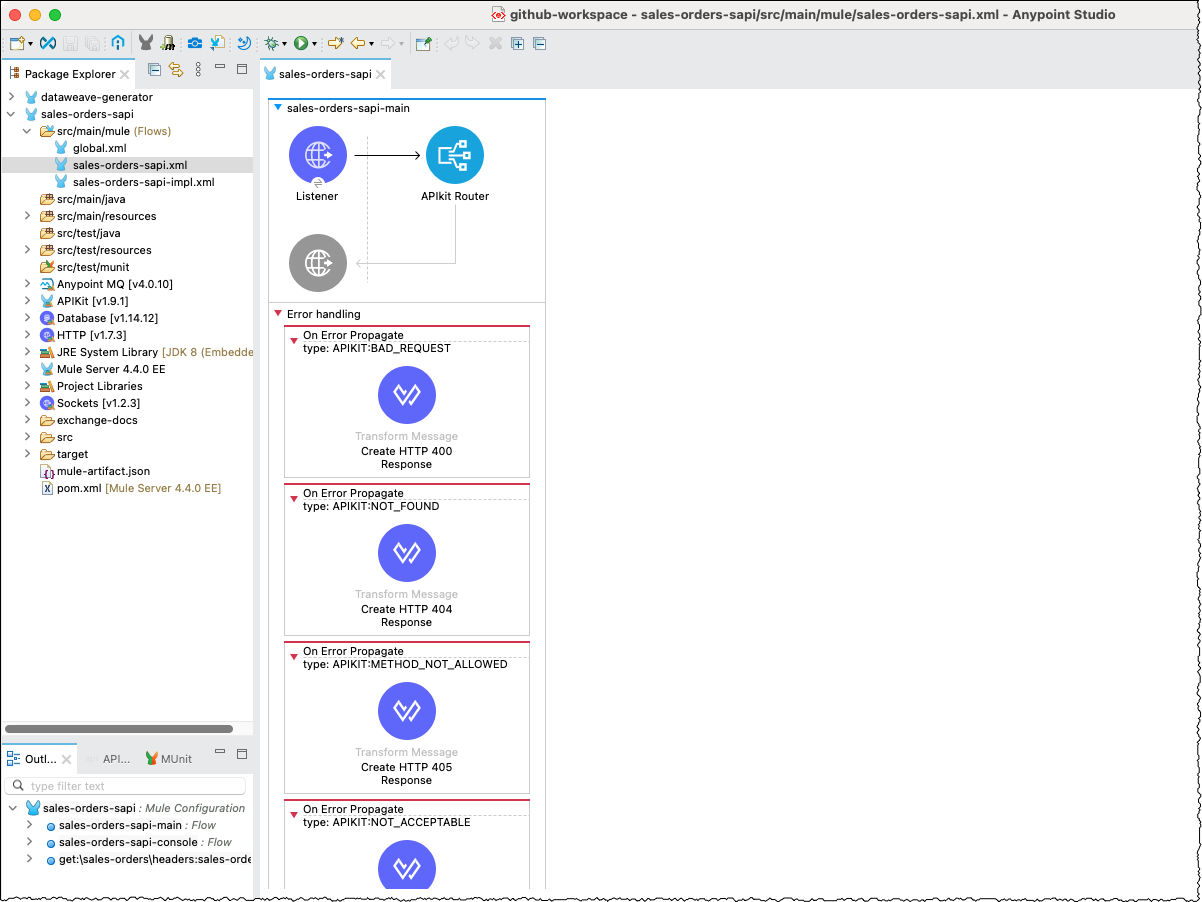 github-workspace - sales-orders-sapi/src/main/mule/sales-orders-sapi.xml - Anypoint Studio
Package Explorer
dataweave-generator
sales-orders-sapi
src/main/mule (Flows)
global.xml
sales-orders-sapi.xml
sales-orders-sapi-impl.xml
src/main/java
src/main/resources
src/test/java
src/test/resources
src/test/munit
Anypoint MQ [v4.0.10]
APIKit [v1.9.1]
Database [v1.14.12]
HTTP [v1.7.3]
JRE System Library [JDK 8 (Embedde
Mule Server 4.4.0 EE
Project Libraries
Sockets [v1.2.3]
exchange-docs
src
target
mule-artifact.json
pom.xml [Mule Server 4.4.0 EE]
Outl...
API...
MUnit
type filter text
sales-orders-sapi : Mule Configuration
sales-orders-sapi-main : Flow
sales-orders-sapi-console : Flow
get:\sales-orders\headers:sales-orde
sales-orders-sapi
sales-orders-sapi-main
Listener
APIkit Router
Error handling
On Error Propagate
type: APIKIT:BAD_REQUEST
Transform Message
Create HTTP 400
Response
On Error Propagate
type: APIKIT:NOT_FOUND
Transform Message
Create HTTP 404
Response
On Error Propagate
type: APIKIT:METHOD_NOT_ALLOWED
Transform Message
Create HTTP 405
Response
On Error Propagate
type: APIKIT:NOT_ACCEPTABLE